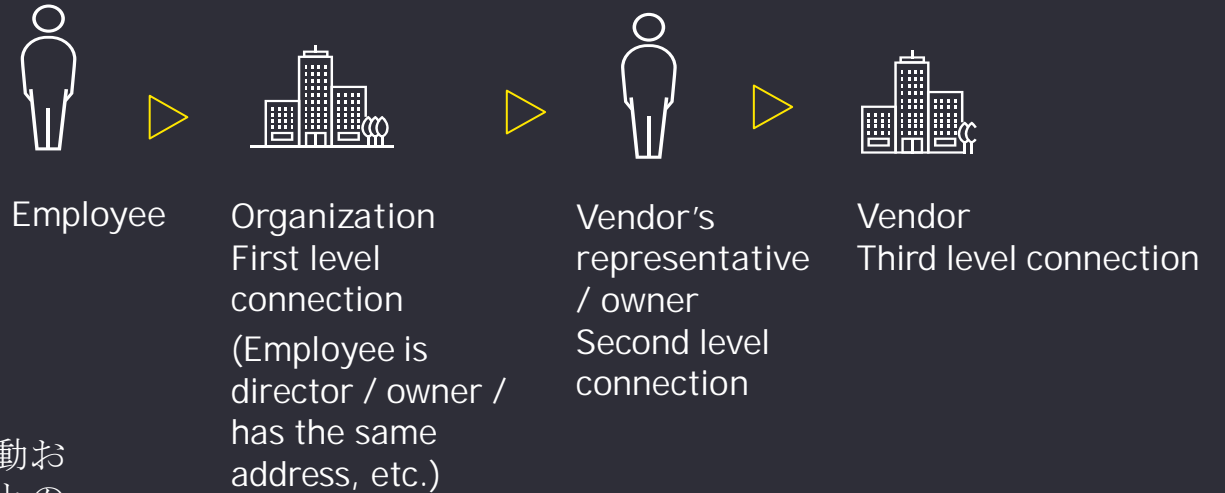 Employee
Organization
First level
connection
(Employee is
director / owner /
has the same
address, etc.)
Vendor's
representative
/ owner
Second level
connection
Vendor
Third level connection
動お